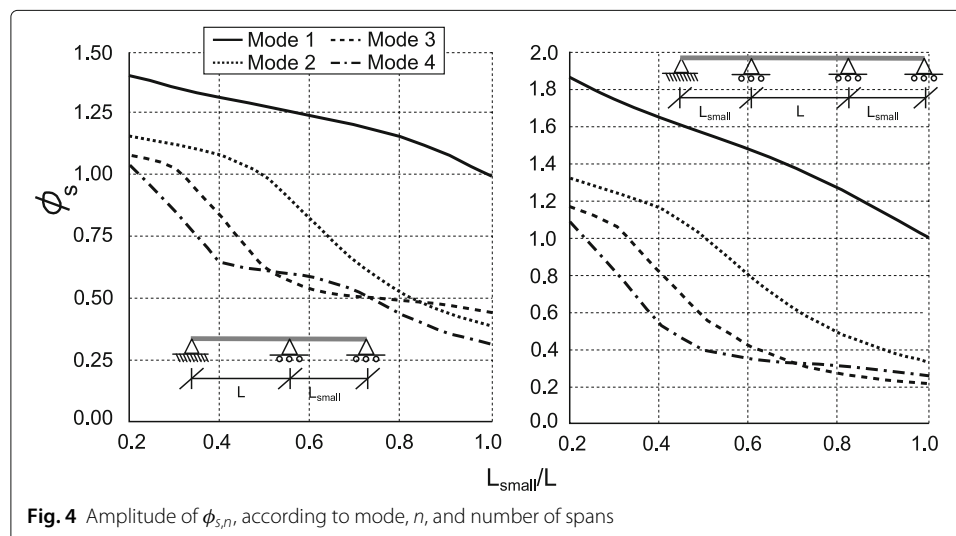 Mode 1
Mode 2
Mode 3
Mode 4
ϕs
1.50
1.25
1.00
0.75
0.50
0.25
0.00
0.2
0.4
0.6
0.8
1.0
L
Lsmall
2.0
1.8
1.6
1.4
1.2
1.0
0.8
0.6
0.4
0.2
0.0
0.2
0.4
0.6
0.8
1.0
Lsmall
L
Lsmall
Lsmall/L
Fig. 4 Amplitude of ϕs,n, according to mode, n, and number of spans